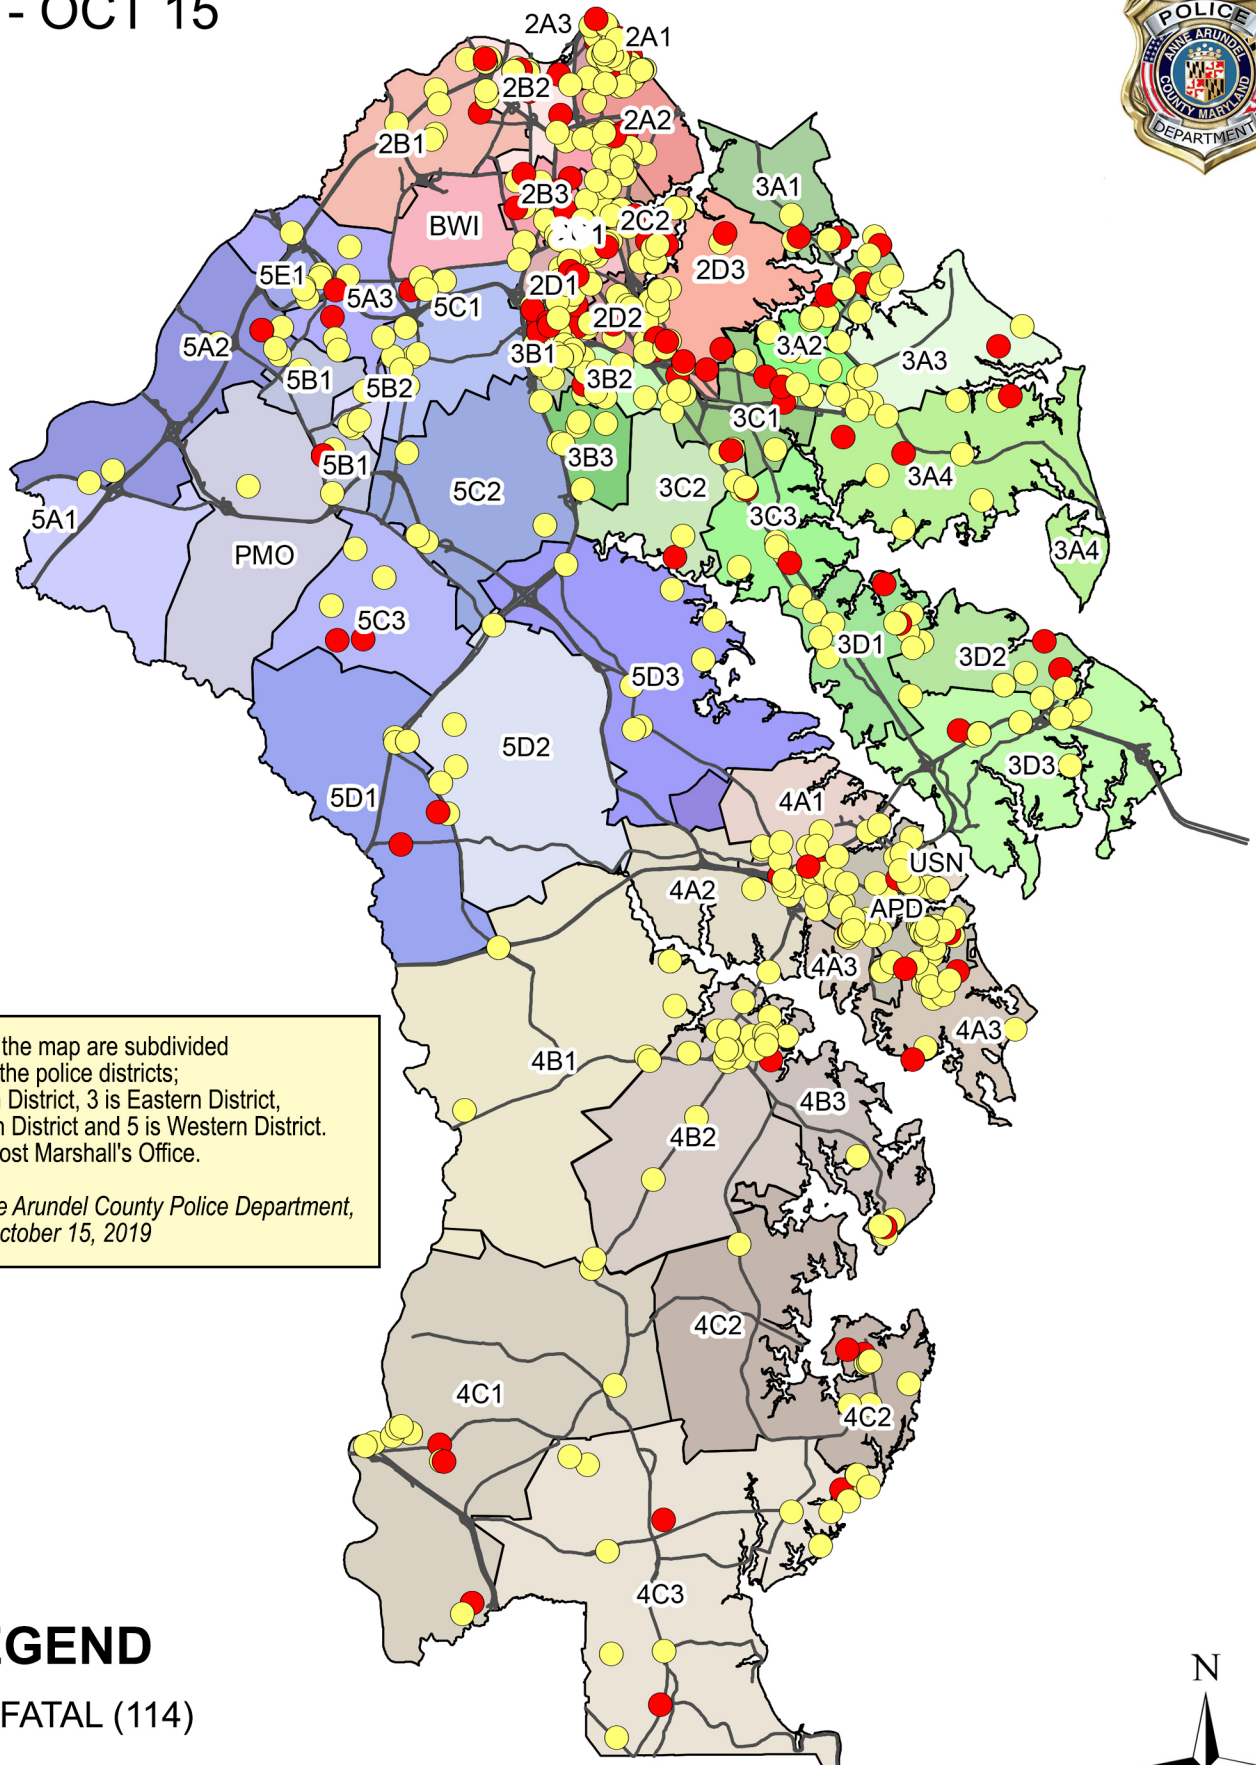 - OCT 15
POLICE
ANNE ARUNDEL
COUNTY MARYLAND
DEPARTMENT
2A3
2A1
2B2
2A2
2B1
3A1
2B3
BWI
2C2
2D3
5E1
5A3
2D1
5C1
2D2
5A2
3B1
3A2
3A3
5B1
5B2
3B2
3C1
3B3
5B1
3A4
5C2
3C2
5A1
3C3
PMO
3A4
5C3
3D1
3D2
5D3
5D2
3D3
5D1
4A1
USN
4A2
APD
4A3
4A3
4B1
4B3
4B2
4C2
4C1
4C2
4C3
the map are subdivided
the police districts;
District, 3 is Eastern District,
District and 5 is Western District.
ost Marshall's Office.
e Arundel County Police Department,
ctober 15, 2019
EGEND
FATAL (114)
N